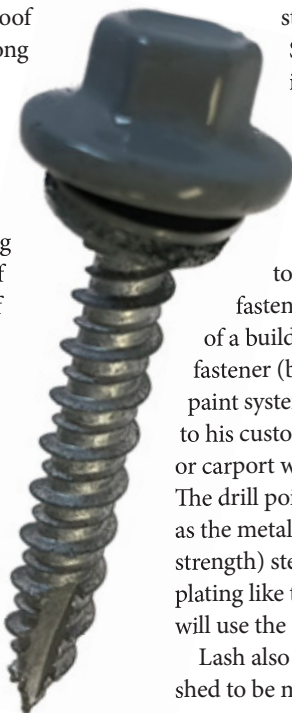 oof
ong
g
f
f
st
S
i
to
fasten
of a build
fastener (b
paint system
to his custo
or carport w
The drill poi
as the metal
strength) ste
plating like t
will use the
Lash also
shed to be m